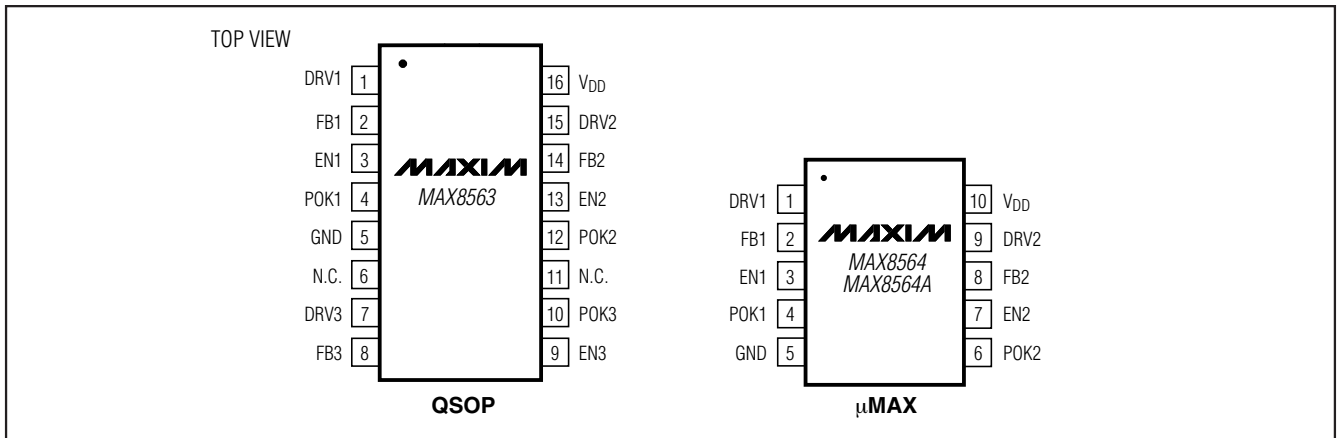 TOP VIEW
DRV1 1
FB1 2
EN1 3
POK1 4
GND 5
N.C. 6
DRV3 7
FB3 8
16 VDD
15 DRV2
14 FB2
13 EN2
12 POK2
11 N.C.
10 POK3
9 EN3
MAXIM
MAX8563
QSOP
DRV1 1
FB1 2
EN1 3
POK1 4
GND 5
10 VDD
9 DRV2
8 FB2
7 EN2
6 POK2
MAXIM
MAX8564
MAX8564A
µMAX